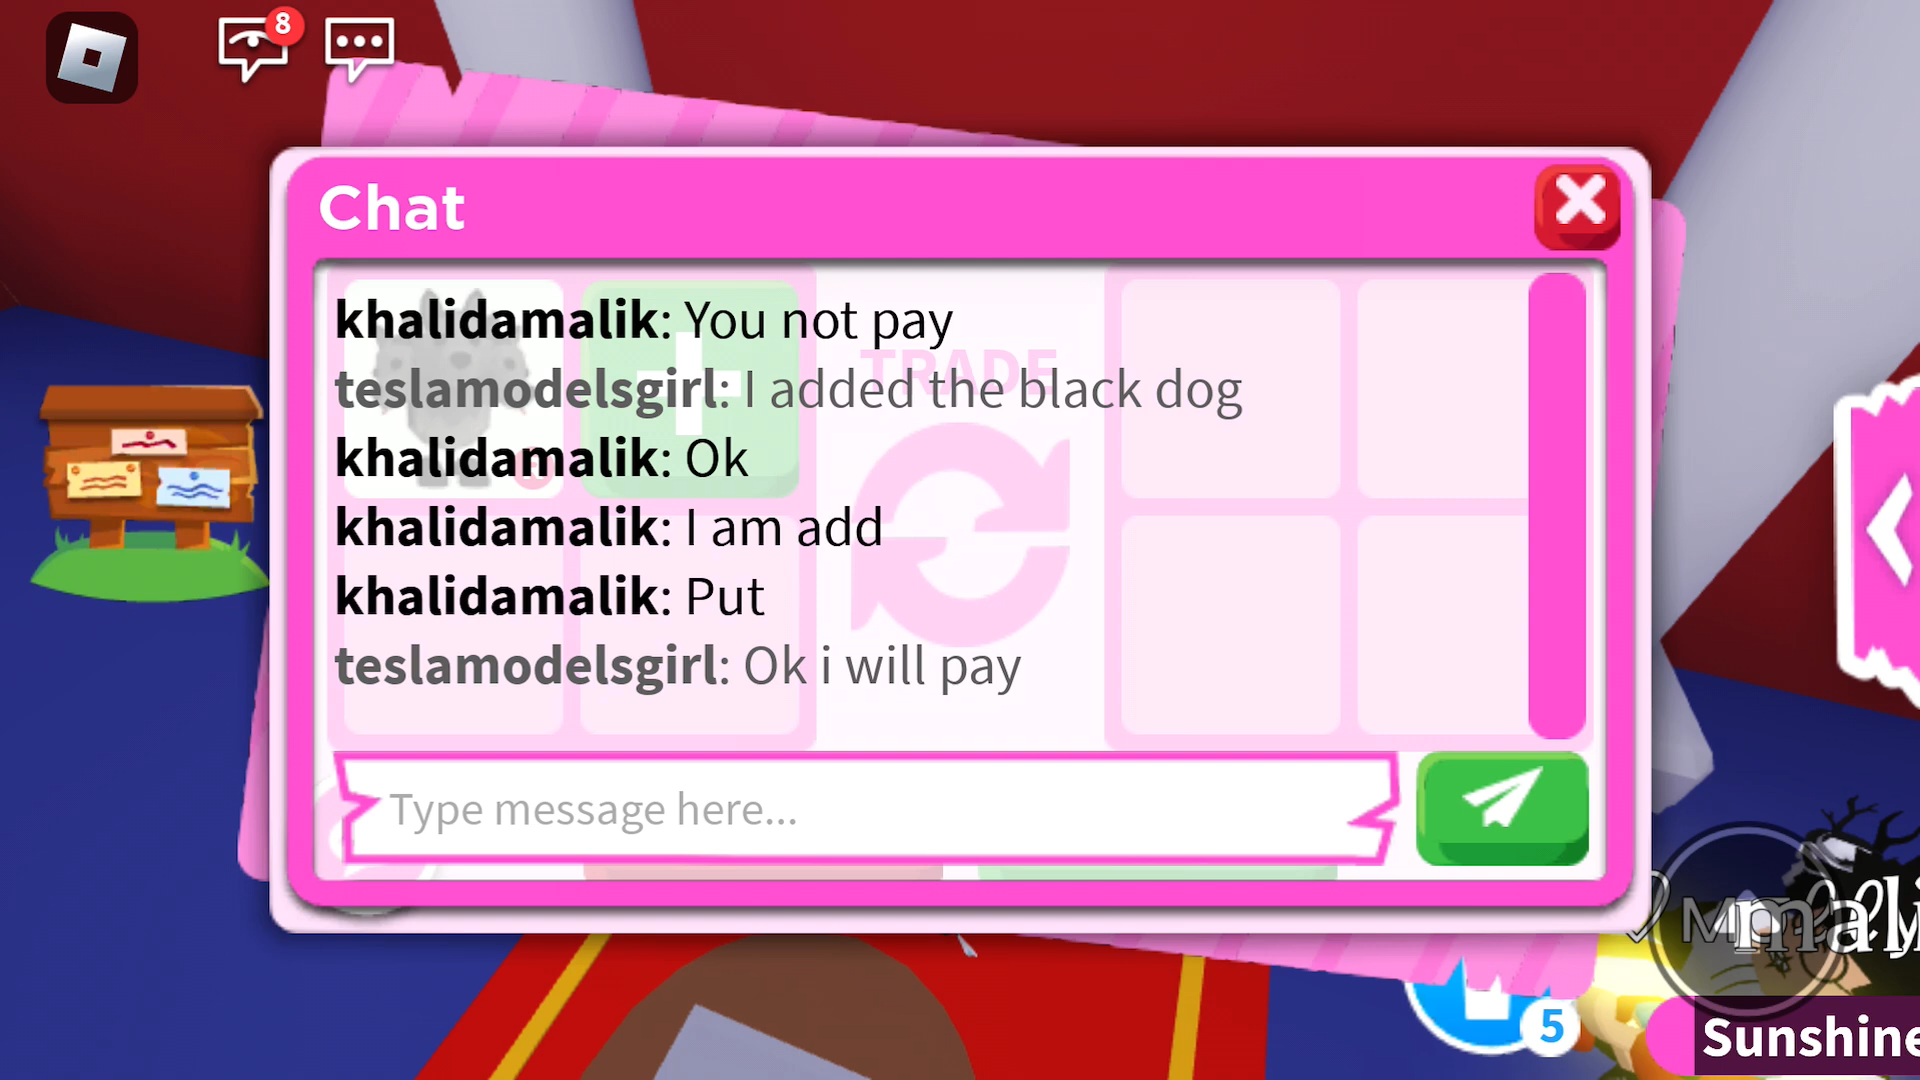 8
Chat
khalidamalik: You not pay
TRADE
teslamodelsgirl: I added the black dog
khalidamalik: Ok
khalidamalik: I am add
khalidamalik: Put
teslamodelsgirl: Ok i will pay
Type message here...
5
Sunshine